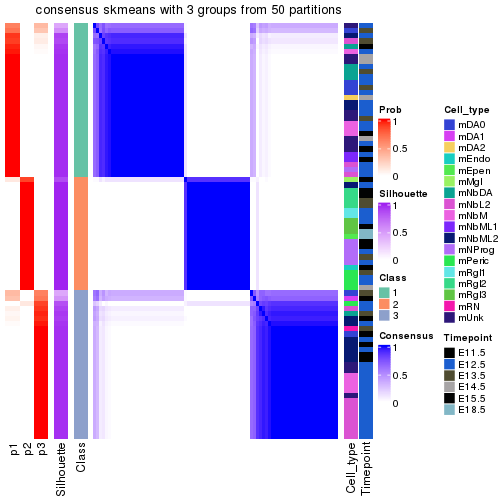 consensus skmeans with 3 groups from 50 partitions
Prob
1
0.5
0
Silhouette
1
0.5
0
Class
1
2
3
Consensus
1
0.5
0
Cell_type
mDA0
mDA1
mDA2
mEndo
mEpen
mMgl
mNbDA
mNbL2
mNbM
mNbML1
mNbML2
mNProg
mPeric
mRgl1
mRgl2
mRgl3
mRN
mUnk
Timepoint
E11.5
E12.5
E13.5
E14.5
E15.5
E18.5
p1
p2
p3
Silhouette
Class
Cell_type
Timepoint